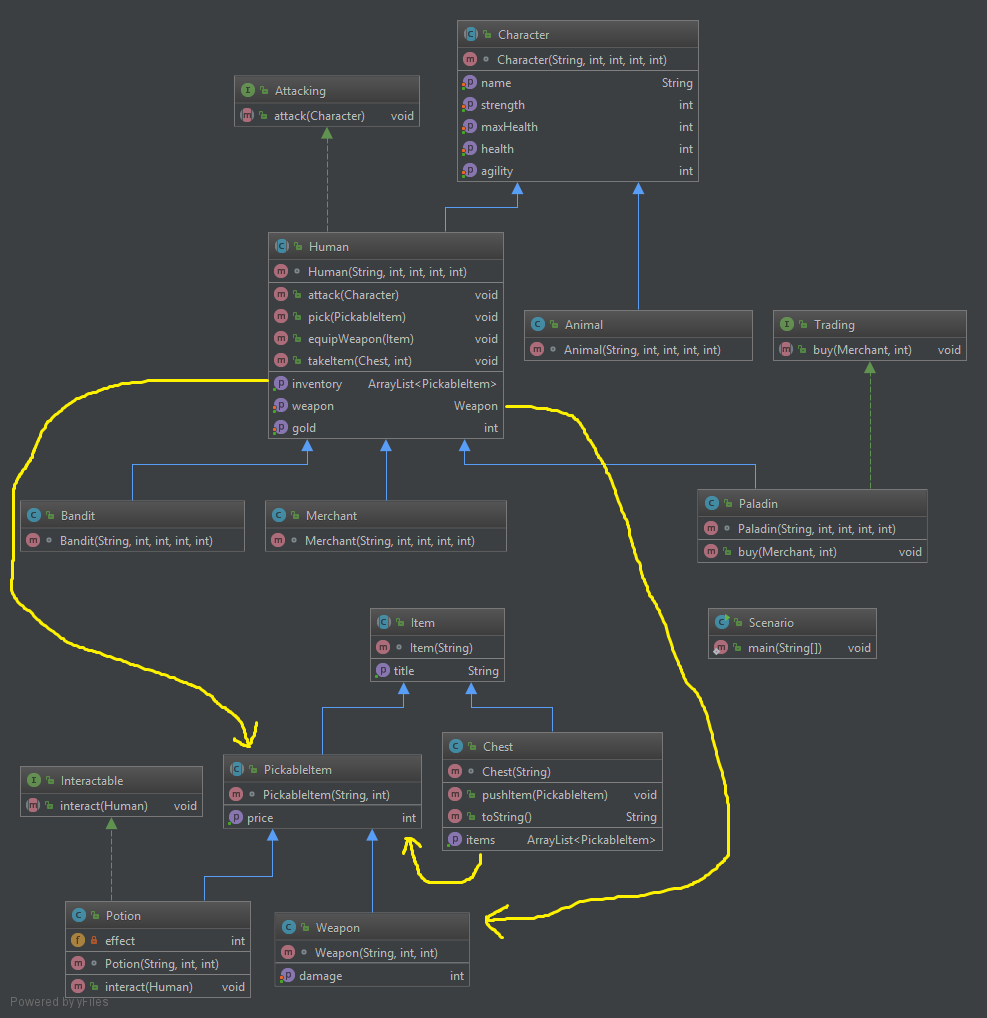 Character
Character(String, int, int, int, int)
name String
strength int
maxHealth int
health int
agility int
Attacking
attack(Character) void
Human
Human(String, int, int, int, int)
attack(Character) void
pick(PickableItem) void
equipWeapon(Item) void
takeItem(Chest, int) void
inventory ArrayList<PickableItem>
weapon Weapon
gold int
Animal
Animal(String, int, int, int, int)
Trading
buy(Merchant, int) void
Bandit
Bandit(String, int, int, int, int)
Merchant
Merchant(String, int, int, int, int)
Paladin
Paladin(String, int, int, int, int)
buy(Merchant, int) void
Item
Item(String)
title String
Scenario
main(String[]) void
Interactable
interact(Human) void
PickableItem
PickableItem(String, int)
price int
Chest
Chest(String)
pushItem(PickableItem) void
toString() String
items ArrayList<PickableItem>
Potion
effect int
Potion(String, int, int)
interact(Human) void
Weapon
Weapon(String, int, int)
damage int
Powered by yFiles